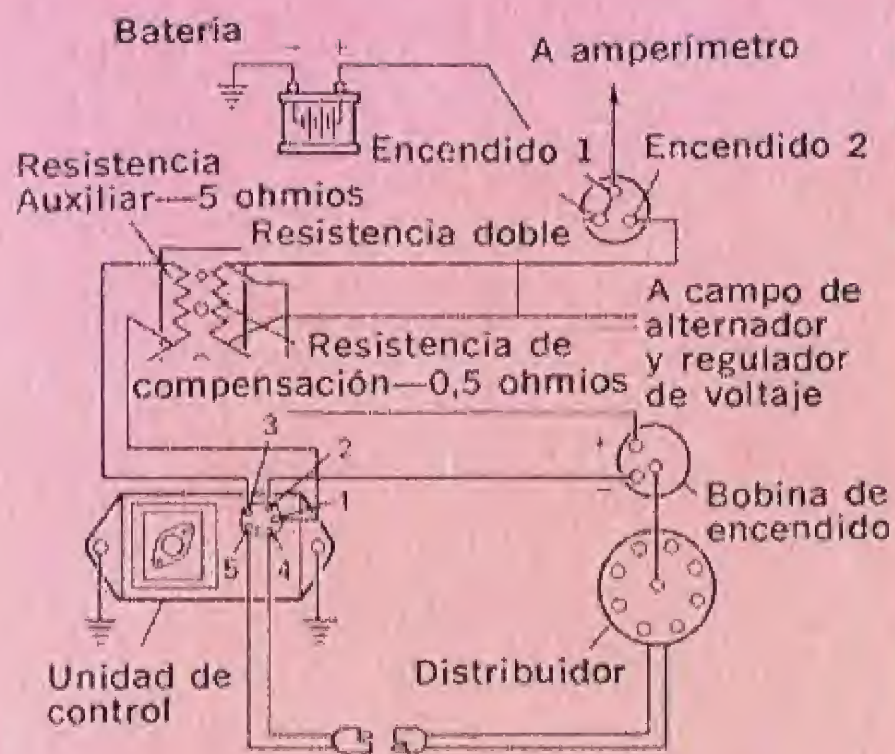 Batería
- +
A amperímetro
Encendido 1
Encendido 2
Resistencia
Auxiliar—5 ohmios
Resistencia doble
A campo de
alternador
y regulador
de voltaje
Resistencia de
compensación—0,5 ohmios
3
2
1
5
4
+
-
Bobina de
encendido
Unidad de
control
Distribuidor